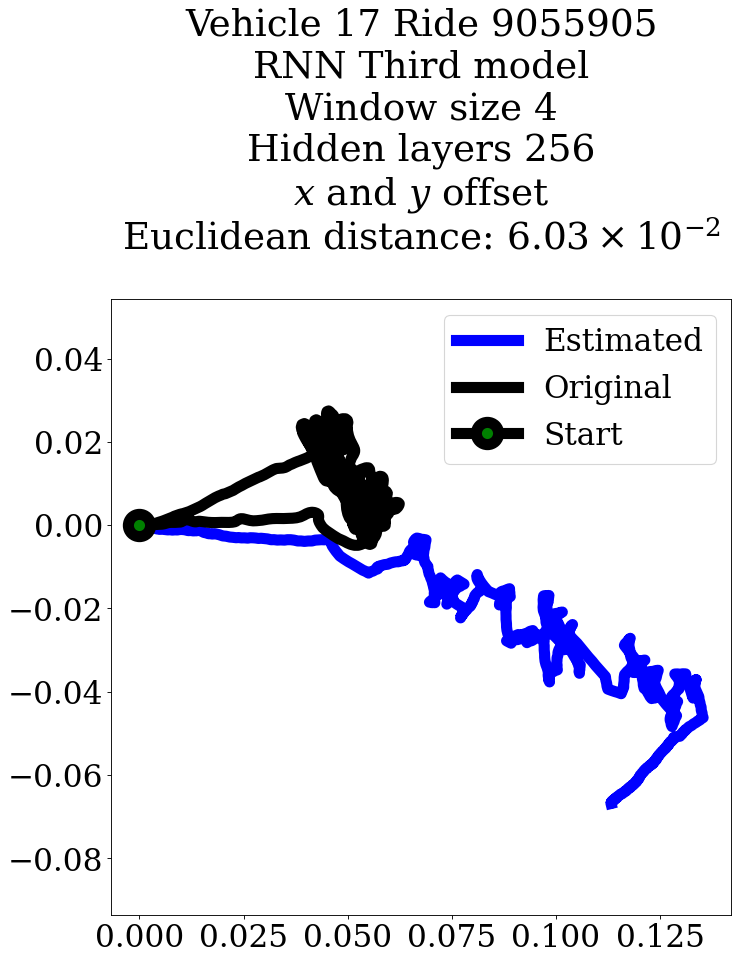 Vehicle 17 Ride 9055905
RNN Third model
Window size 4
Hidden layers 256
x and y offset
Euclidean distance: 6.03 × 10⁻²
Estimated
Original
Start
0.04
0.02
0.00
−0.02
−0.04
−0.06
−0.08
0.000 0.025 0.050 0.075 0.100 0.125